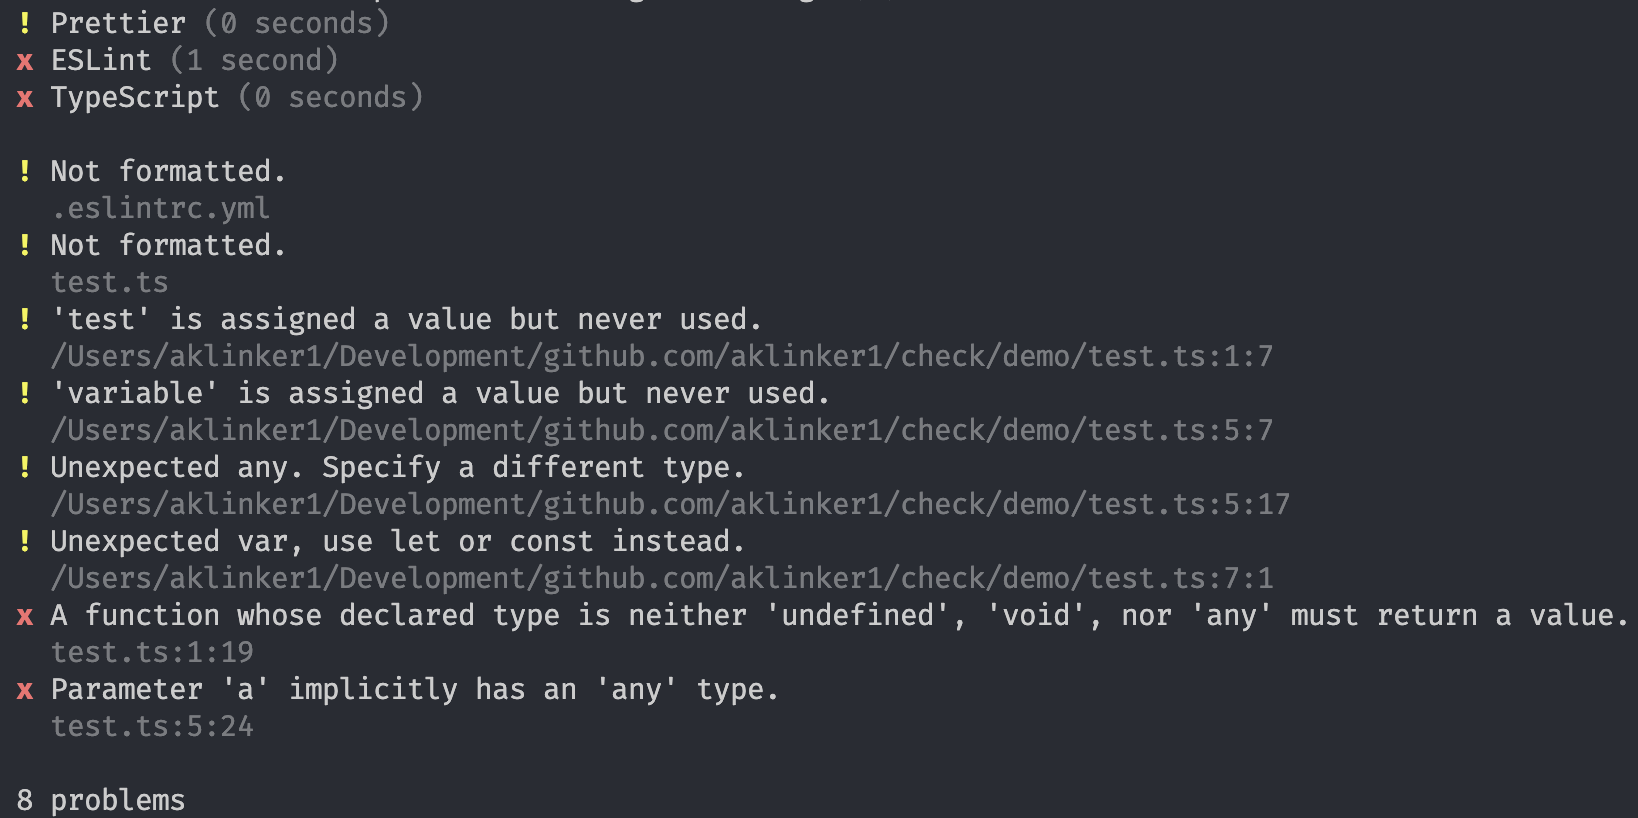 ! Prettier (0 seconds)
x ESLint (1 second)
x TypeScript (0 seconds)
! Not formatted.
.eslintrc.yml
! Not formatted.
test.ts
! 'test' is assigned a value but never used.
/Users/aklinker1/Development/github.com/aklinker1/check/demo/test.ts:1:7
! 'variable' is assigned a value but never used.
/Users/aklinker1/Development/github.com/aklinker1/check/demo/test.ts:5:7
! Unexpected any. Specify a different type.
/Users/aklinker1/Development/github.com/aklinker1/check/demo/test.ts:5:17
! Unexpected var, use let or const instead.
/Users/aklinker1/Development/github.com/aklinker1/check/demo/test.ts:7:1
x A function whose declared type is neither 'undefined', 'void', nor 'any' must return a value.
test.ts:1:19
x Parameter 'a' implicitly has an 'any' type.
test.ts:5:24
8 problems